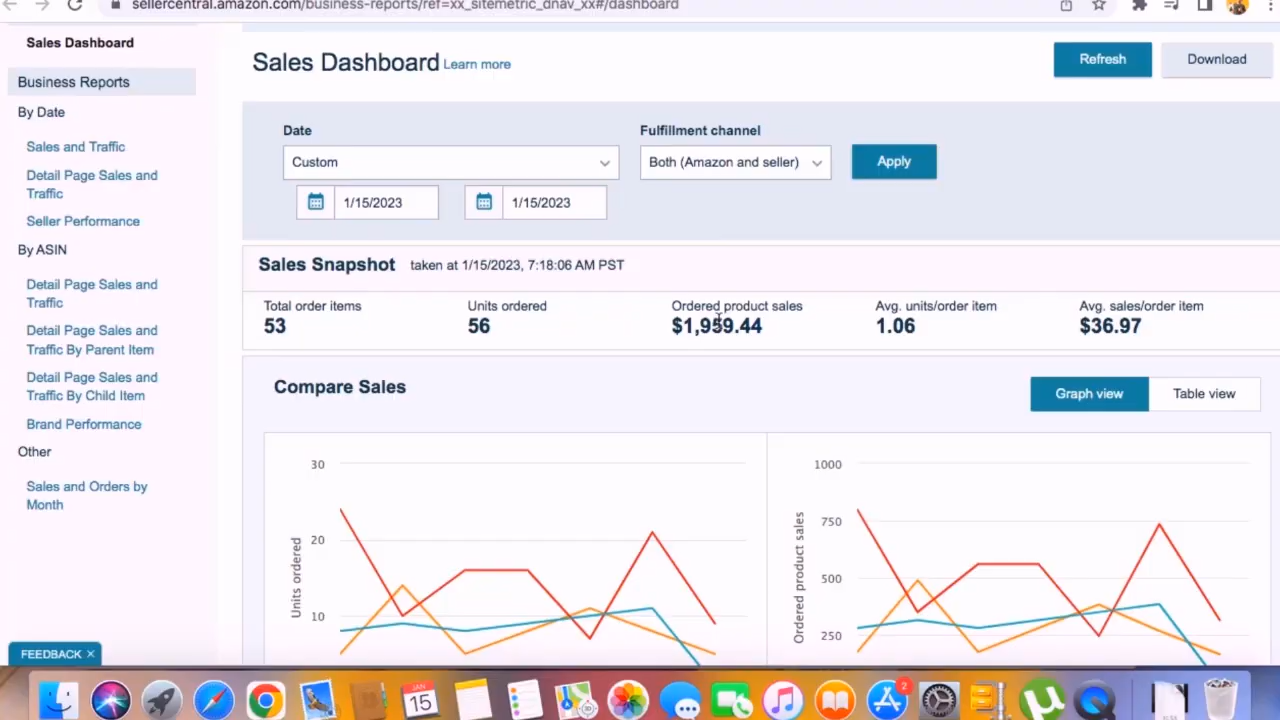 sellercentral.amazon.com/business-reports/ref=xx_sitemetric_dnav_xx#/dashboard
Sales Dashboard
Business Reports
By Date
Sales and Traffic
Detail Page Sales and
Traffic
Seller Performance
By ASIN
Detail Page Sales and
Traffic
Detail Page Sales and
Traffic By Parent Item
Detail Page Sales and
Traffic By Child Item
Brand Performance
Other
Sales and Orders by
Month
FEEDBACK ×
Sales Dashboard Learn more
Refresh Download
Date Fulfillment channel
Custom Both (Amazon and seller) Apply
1/15/2023 1/15/2023
Sales Snapshot taken at 1/15/2023, 7:18:06 AM PST
Total order items Units ordered Ordered product sales Avg. units/order item Avg. sales/order item
53 56 $1,959.44 1.06 $36.97
Compare Sales
Graph view Table view
Units ordered
30
20
10
Ordered product sales
1000
750
500
250
JAN
15
2